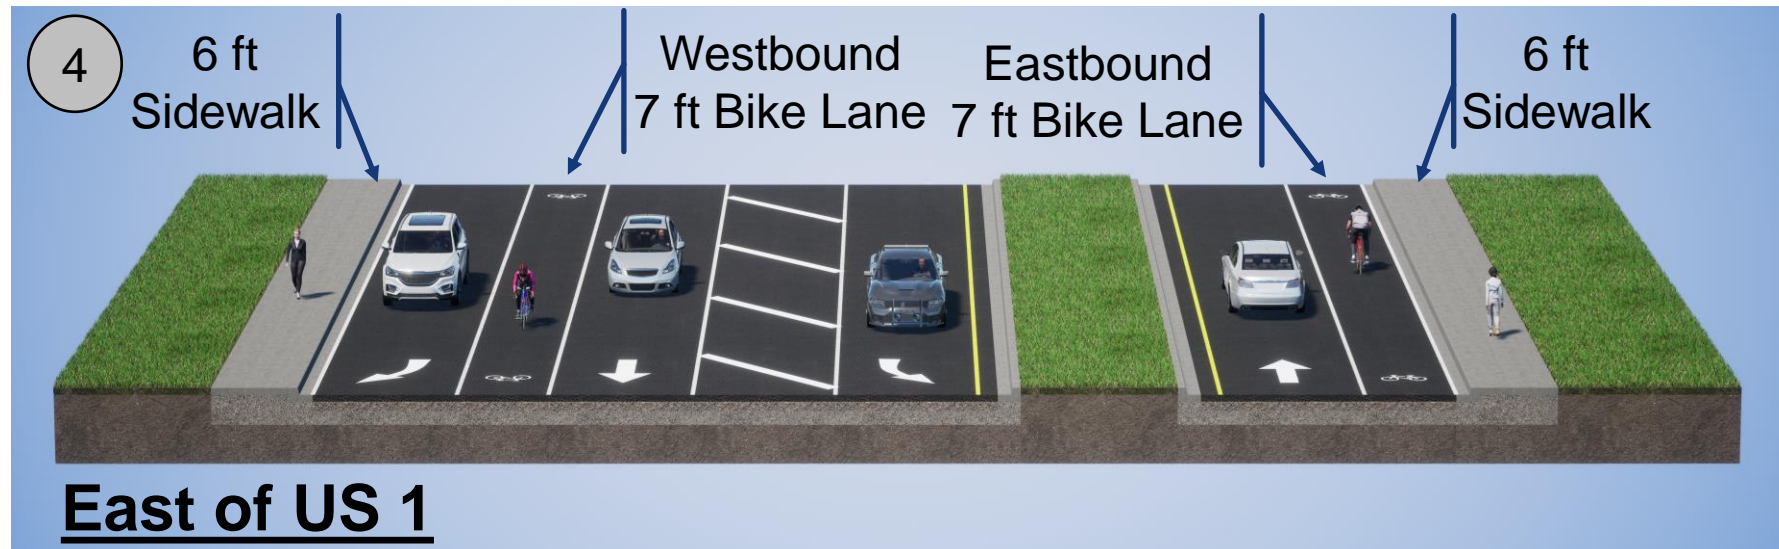 4
6 ft
Sidewalk
Westbound
7 ft Bike Lane
Eastbound
7 ft Bike Lane
6 ft
Sidewalk
East of US 1